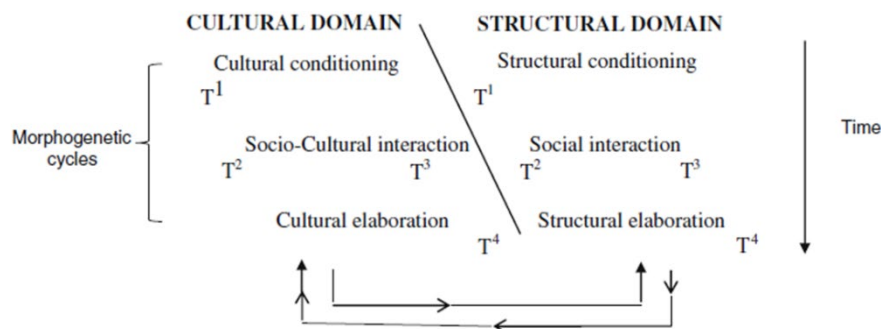 CULTURAL DOMAIN
STRUCTURAL DOMAIN
Cultural conditioning
Structural conditioning
T¹
T¹
Morphogenetic
cycles
Time
Socio-Cultural interaction
Social interaction
T²
T³
T²
T³
Cultural elaboration
Structural elaboration
T⁴
T⁴